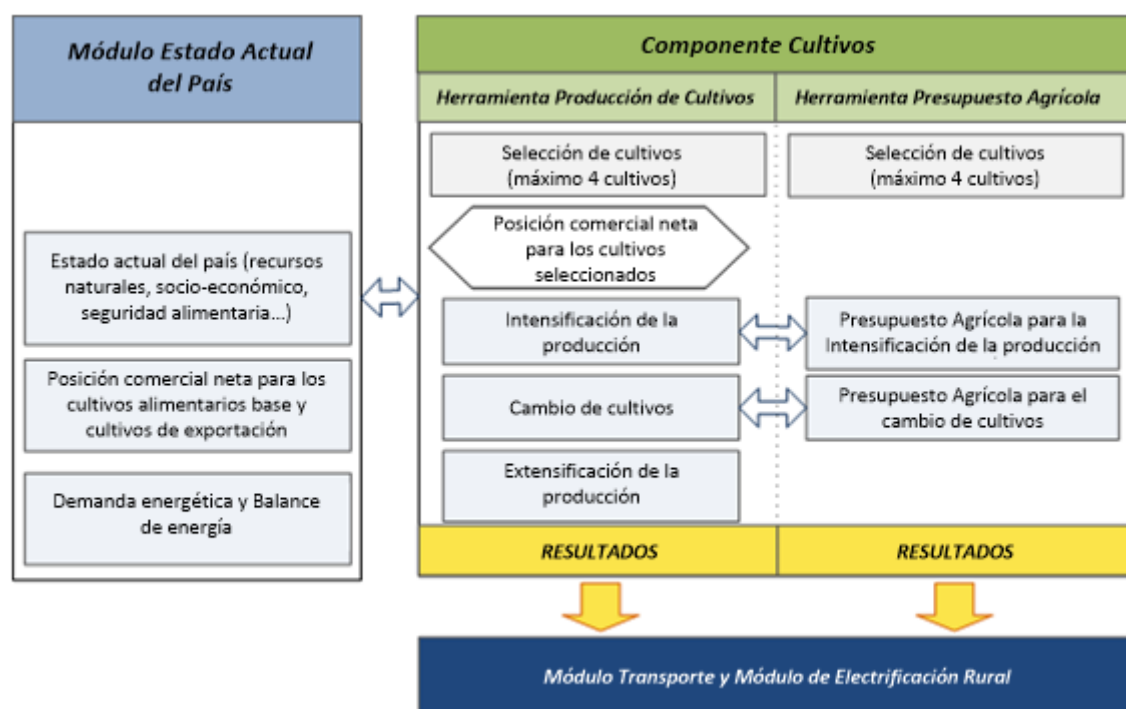 Módulo Estado Actual
del País
Estado actual del país (recursos
naturales, socio-económico,
seguridad alimentaria...)
Posición comercial neta para los
cultivos alimentarios base y
cultivos de exportación
Demanda energética y Balance
de energía
Componente Cultivos
Herramienta Producción de Cultivos
Herramienta Presupuesto Agrícola
Selección de cultivos
(máximo 4 cultivos)
Selección de cultivos
(máximo 4 cultivos)
Posición comercial neta
para los cultivos
seleccionados
Intensificación de la
producción
Presupuesto Agrícola para la
Intensificación de la producción
Cambio de cultivos
Presupuesto Agrícola para el
cambio de cultivos
Extensificación de la
producción
RESULTADOS
RESULTADOS
Módulo Transporte y Módulo de Electrificación Rural